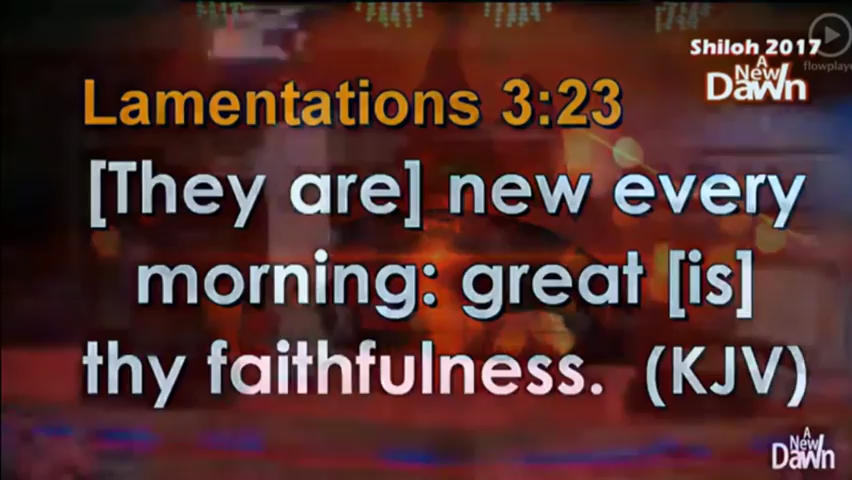 Shiloh 2017
A
New
Dawn
flowplaye
Lamentations 3:23
[They are] new every
morning: great [is]
thy faithfulness. (KJV)
A
New
Dawn